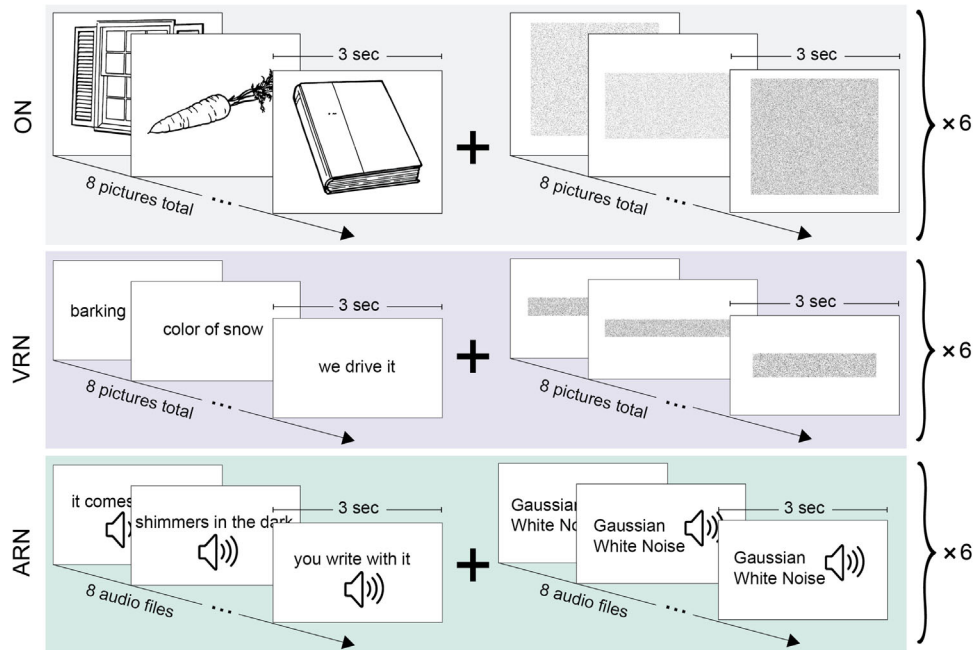 ON
3 sec
8 pictures total
...
+
3 sec
8 pictures total
...
×6
VRN
barking
color of snow
3 sec
we drive it
8 pictures total
...
+
3 sec
8 pictures total
...
×6
ARN
it comes
shimmers in the dark
3 sec
you write with it
8 audio files
...
+
Gaussian
White No
Gaussian
White Noise
3 sec
Gaussian
White Noise
8 audio files
...
×6